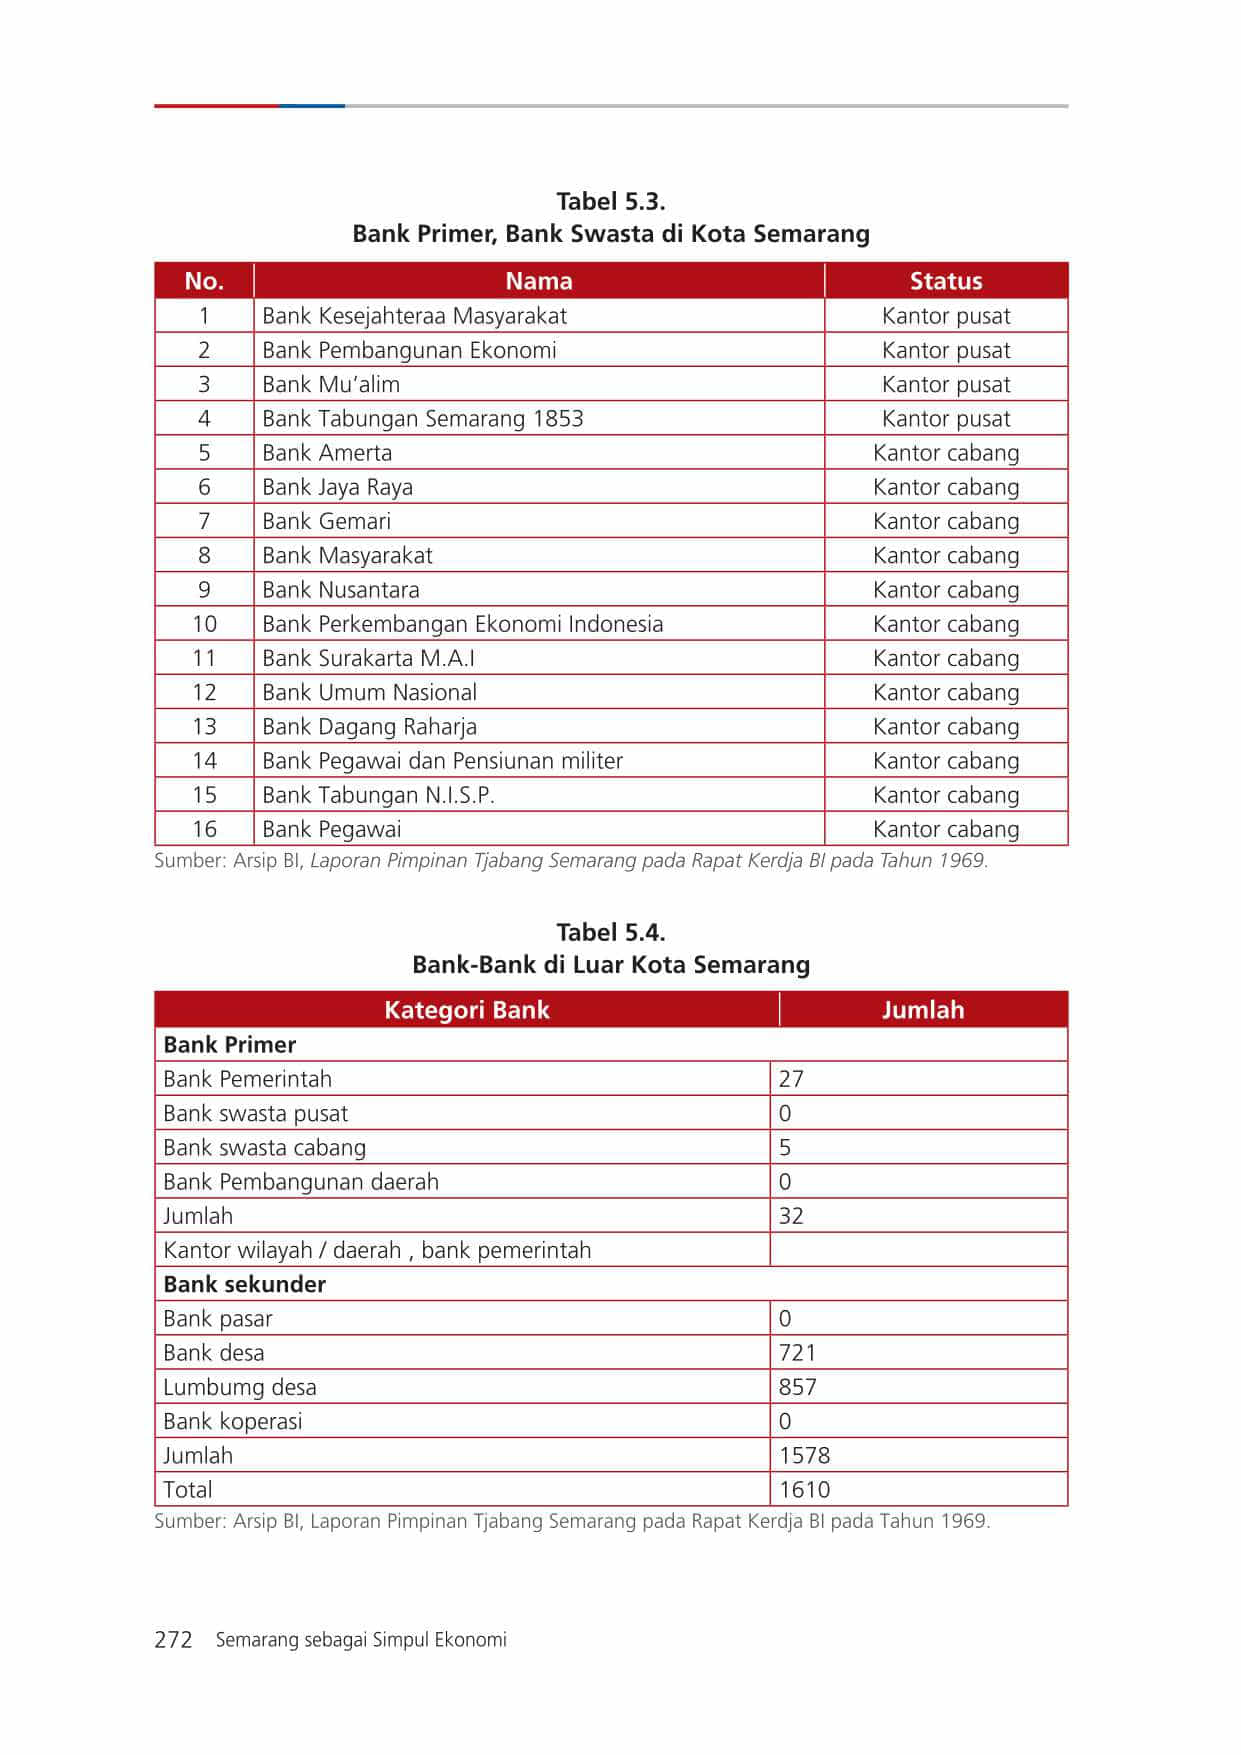 Tabel 5.3.
Bank Primer, Bank Swasta di Kota Semarang
No. Nama Status
1 Bank Kesejahteraa Masyarakat Kantor pusat
2 Bank Pembangunan Ekonomi Kantor pusat
3 Bank Mu’alim Kantor pusat
4 Bank Tabungan Semarang 1853 Kantor pusat
5 Bank Amerta Kantor cabang
6 Bank Jaya Raya Kantor cabang
7 Bank Gemari Kantor cabang
8 Bank Masyarakat Kantor cabang
9 Bank Nusantara Kantor cabang
10 Bank Perkembangan Ekonomi Indonesia Kantor cabang
11 Bank Surakarta M.A.I Kantor cabang
12 Bank Umum Nasional Kantor cabang
13 Bank Dagang Raharja Kantor cabang
14 Bank Pegawai dan Pensiunan militer Kantor cabang
15 Bank Tabungan N.I.S.P. Kantor cabang
16 Bank Pegawai Kantor cabang
Sumber: Arsip BI, Laporan Pimpinan Tjabang Semarang pada Rapat Kerdja BI pada Tahun 1969.
Tabel 5.4.
Bank-Bank di Luar Kota Semarang
Kategori Bank Jumlah
Bank Primer
Bank Pemerintah 27
Bank swasta pusat 0
Bank swasta cabang 5
Bank Pembangunan daerah 0
Jumlah 32
Kantor wilayah / daerah , bank pemerintah
Bank sekunder
Bank pasar 0
Bank desa 721
Lumbumg desa 857
Bank koperasi 0
Jumlah 1578
Total 1610
Sumber: Arsip BI, Laporan Pimpinan Tjabang Semarang pada Rapat Kerdja BI pada Tahun 1969.
272 Semarang sebagai Simpul Ekonomi